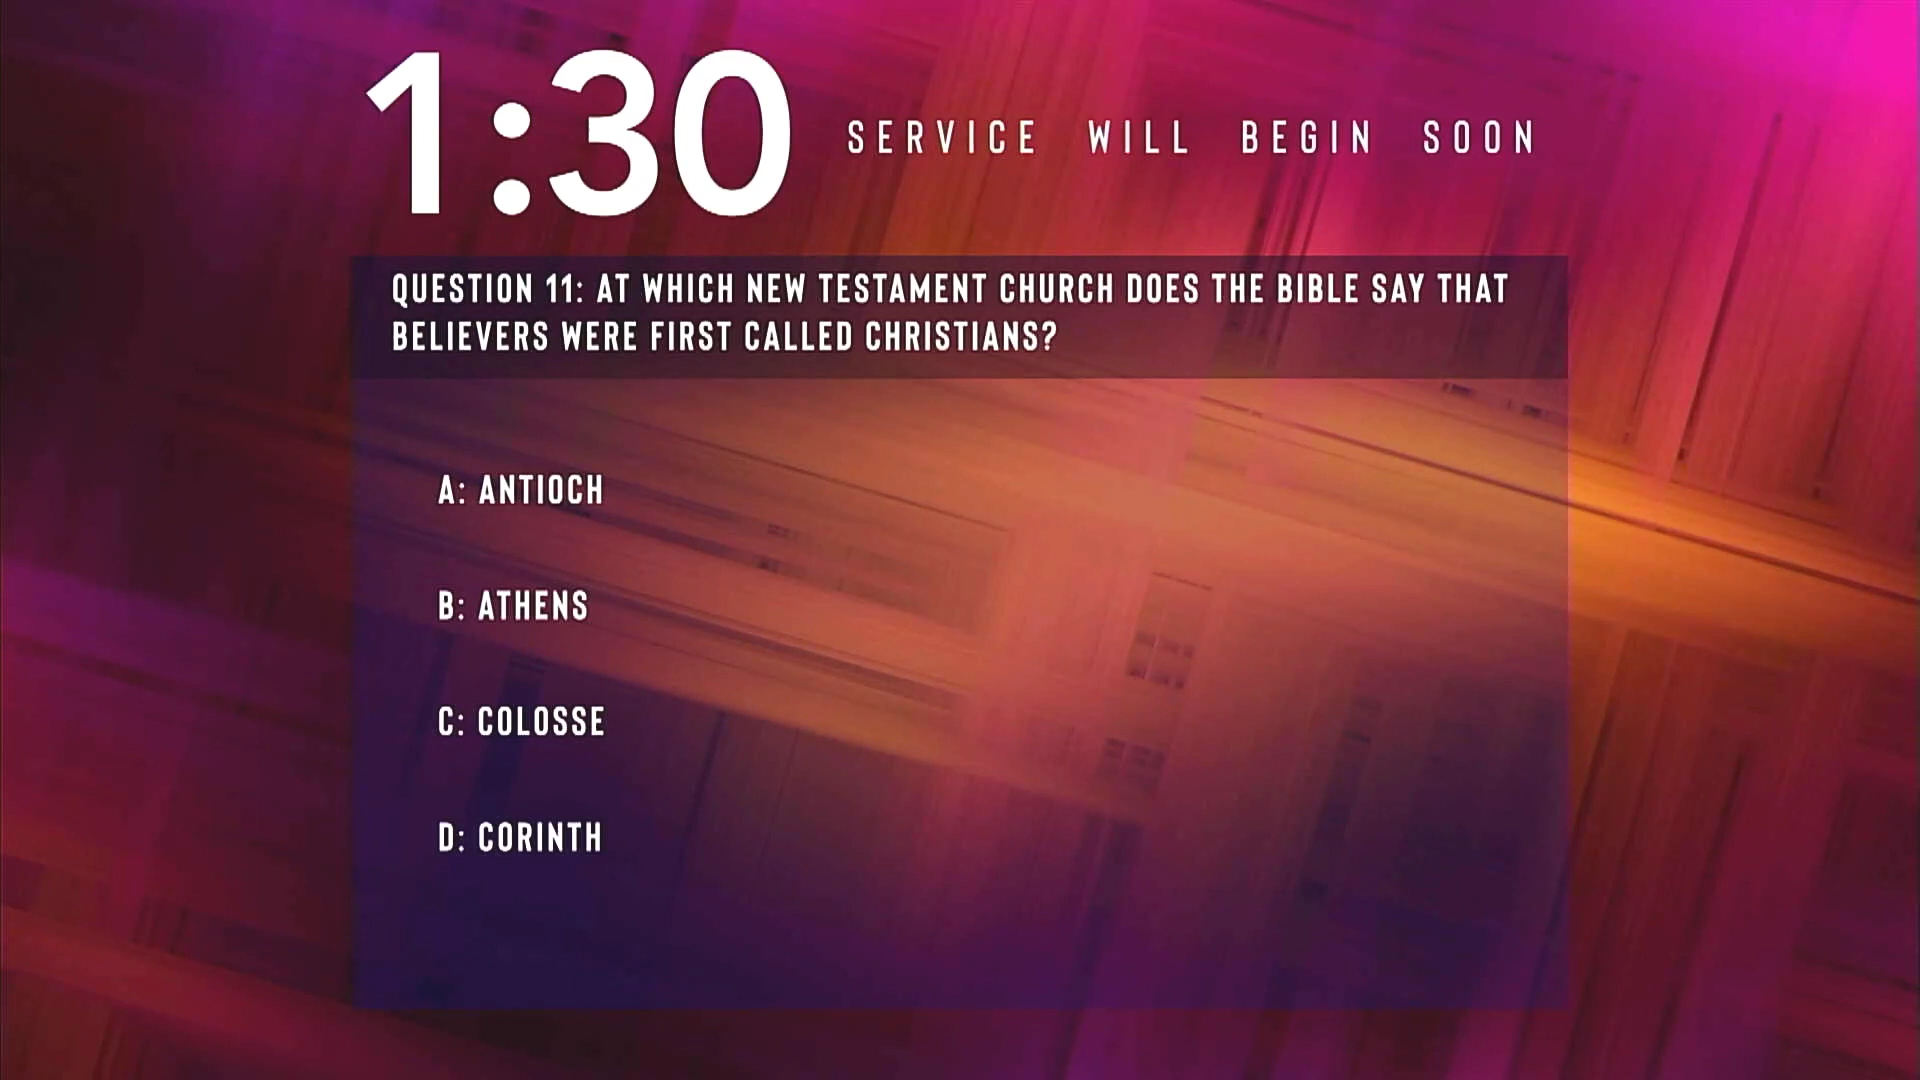 1:30
SERVICE WILL BEGIN SOON
QUESTION 11: AT WHICH NEW TESTAMENT CHURCH DOES THE BIBLE SAY THAT
BELIEVERS WERE FIRST CALLED CHRISTIANS?
A: ANTIOCH
B: ATHENS
C: COLOSSE
D: CORINTH